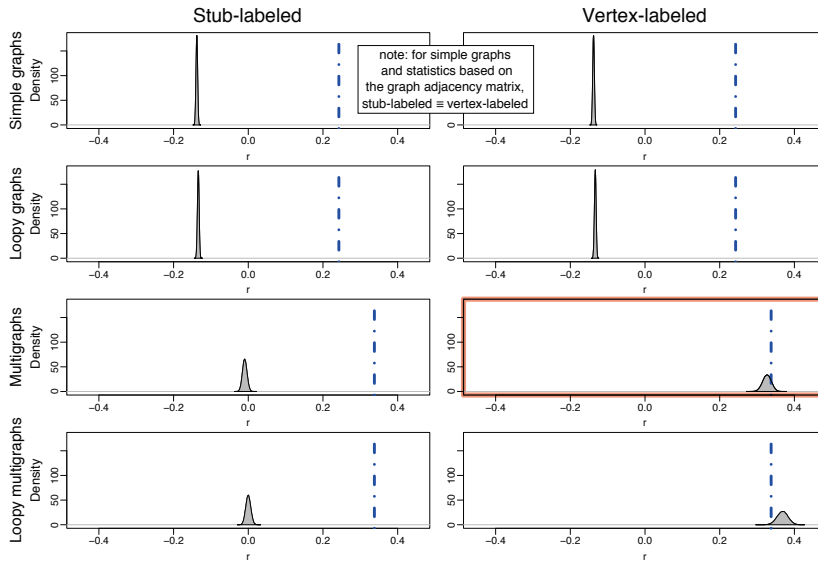 Stub-labeled
Vertex-labeled
Simple graphs
Density
0 50 100
−0.4 −0.2 0.0 0.2 0.4
r
note: for simple graphs
and statistics based on
the graph adjacency matrix,
stub-labeled ≡ vertex-labeled
0 50 100
−0.4 −0.2 0.0 0.2 0.4
r
Loopy graphs
Density
0 50 100
−0.4 −0.2 0.0 0.2 0.4
r
0 50 100
−0.4 −0.2 0.0 0.2 0.4
r
Multigraphs
Density
0 50 100
−0.4 −0.2 0.0 0.2 0.4
r
0 50 100
−0.4 −0.2 0.0 0.2 0.4
r
Loopy multigraphs
Density
0 50 100
−0.4 −0.2 0.0 0.2 0.4
r
0 50 100
−0.4 −0.2 0.0 0.2 0.4
r